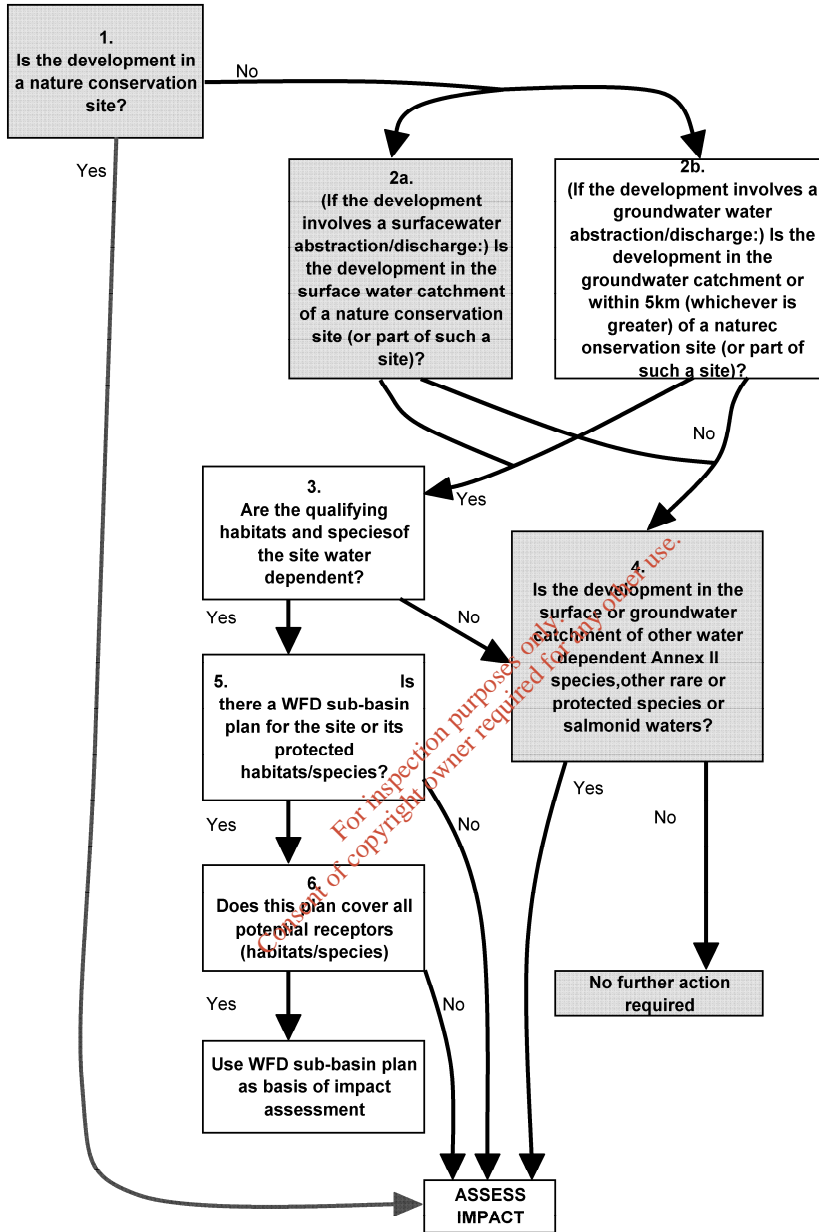 1.
Is the development in
a nature conservation
site?
No
Yes
2a.
(If the development
involves a surfacewater
abstraction/discharge:) Is
the development in the
surface water catchment
of a nature conservation
site (or part of such a
site)?
2b.
(If the development involves a
groundwater water
abstraction/discharge:) Is the
development in the
groundwater catchment or
within 5km (whichever is
greater) of a naturec
onservation site (or part of
such a site)?
No
Yes
3.
Are the qualifying
habitats and speciesof
the site water
dependent?
Yes
No
4.
Is the development in the
surface or groundwater
catchment of other water
dependent Annex II
species,other rare or
protected species or
salmonid waters?
5. Is
there a WFD sub-basin
plan for the site or its
protected
habitats/species?
Yes
No
Yes
No
6.
Does this plan cover all
potential receptors
(habitats/species)
Yes
No
No further action
required
Use WFD sub-basin plan
as basis of impact
assessment
ASSESS
IMPACT
For inspection purposes only.
Consent of copyright owner required for any other use.